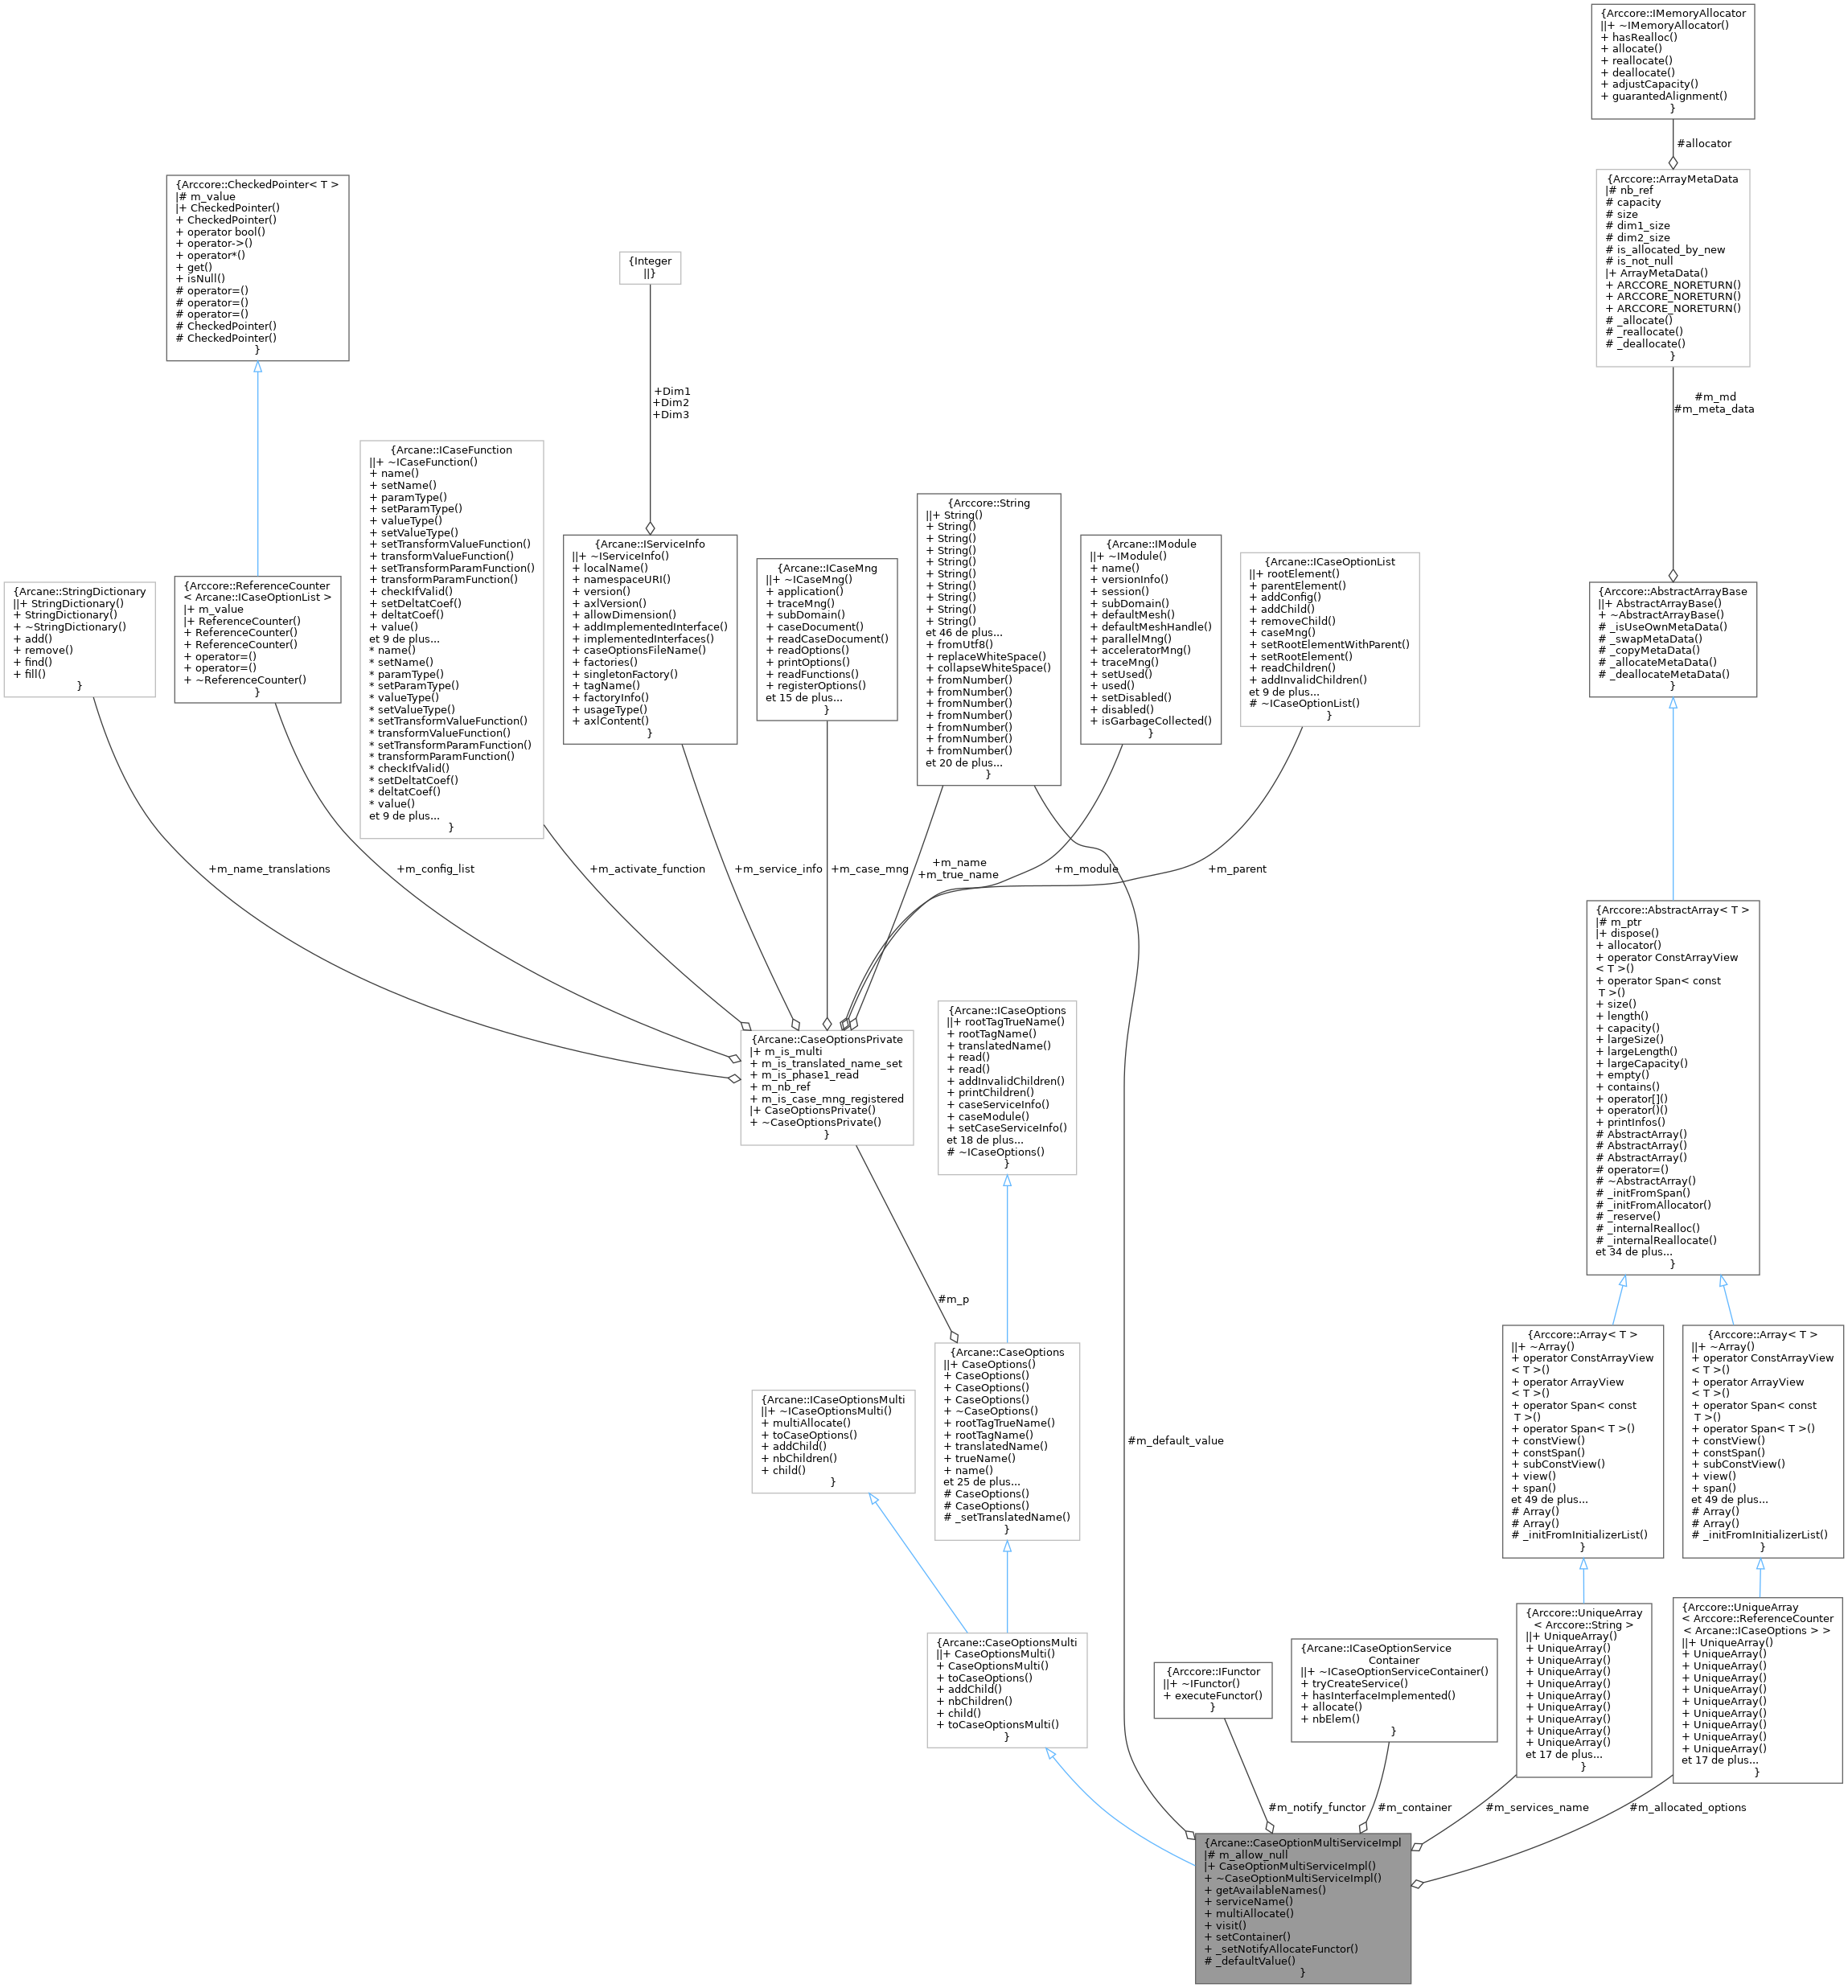 {Arccore::IMemoryAllocator
||+ ~IMemoryAllocator()
+ hasRealloc()
+ allocate()
+ reallocate()
+ deallocate()
+ adjustCapacity()
+ guarantedAlignment()
}
#allocator
{Arccore::ArrayMetaData
|# nb_ref
# capacity
# size
# dim1_size
# dim2_size
# is_allocated_by_new
# is_not_null
|+ ArrayMetaData()
+ ARCCORE_NORETURN()
+ ARCCORE_NORETURN()
+ ARCCORE_NORETURN()
# _allocate()
# _reallocate()
# _deallocate()
}
{Arccore::CheckedPointer< T >
|# m_value
|+ CheckedPointer()
+ CheckedPointer()
+ operator bool()
+ operator->()
+ operator*()
+ get()
+ isNull()
# operator=()
# operator=()
# operator=()
# CheckedPointer()
# CheckedPointer()
}
{Integer
||}
+Dim1
+Dim2
+Dim3
#m_md
#m_meta_data
{Arcane::StringDictionary
||+ StringDictionary()
+ StringDictionary()
+ ~StringDictionary()
+ add()
+ remove()
+ find()
+ fill()
}
{Arccore::ReferenceCounter
< Arcane::ICaseOptionList >
|+ m_value
|+ ReferenceCounter()
+ ReferenceCounter()
+ ReferenceCounter()
+ operator=()
+ operator=()
+ ~ReferenceCounter()
}
{Arcane::ICaseFunction
||+ ~ICaseFunction()
+ name()
+ setName()
+ paramType()
+ setParamType()
+ valueType()
+ setValueType()
+ setTransformValueFunction()
+ transformValueFunction()
+ setTransformParamFunction()
+ transformParamFunction()
+ checkIfValid()
+ setDeltatCoef()
+ deltatCoef()
+ value()
et 9 de plus...
* name()
* setName()
* paramType()
* setParamType()
* valueType()
* setValueType()
* setTransformValueFunction()
* transformValueFunction()
* setTransformParamFunction()
* transformParamFunction()
* checkIfValid()
* setDeltatCoef()
* deltatCoef()
* value()
et 9 de plus...
}
{Arcane::IServiceInfo
||+ ~IServiceInfo()
+ localName()
+ namespaceURI()
+ version()
+ axlVersion()
+ allowDimension()
+ addImplementedInterface()
+ implementedInterfaces()
+ caseOptionsFileName()
+ factories()
+ singletonFactory()
+ tagName()
+ factoryInfo()
+ usageType()
+ axlContent()
}
{Arcane::ICaseMng
||+ ~ICaseMng()
+ application()
+ traceMng()
+ subDomain()
+ caseDocument()
+ readCaseDocument()
+ readOptions()
+ printOptions()
+ readFunctions()
+ registerOptions()
et 15 de plus...
}
{Arccore::String
||+ String()
+ String()
+ String()
+ String()
+ String()
+ String()
+ String()
+ String()
+ String()
+ String()
et 46 de plus...
+ fromUtf8()
+ replaceWhiteSpace()
+ collapseWhiteSpace()
+ fromNumber()
+ fromNumber()
+ fromNumber()
+ fromNumber()
+ fromNumber()
+ fromNumber()
+ fromNumber()
et 20 de plus...
}
{Arcane::IModule
||+ ~IModule()
+ name()
+ versionInfo()
+ session()
+ subDomain()
+ defaultMesh()
+ defaultMeshHandle()
+ parallelMng()
+ acceleratorMng()
+ traceMng()
+ setUsed()
+ used()
+ setDisabled()
+ disabled()
+ isGarbageCollected()
}
{Arcane::ICaseOptionList
||+ rootElement()
+ parentElement()
+ addConfig()
+ addChild()
+ removeChild()
+ caseMng()
+ setRootElementWithParent()
+ setRootElement()
+ readChildren()
+ addInvalidChildren()
et 9 de plus...
# ~ICaseOptionList()
}
{Arccore::AbstractArrayBase
||+ AbstractArrayBase()
+ ~AbstractArrayBase()
# _isUseOwnMetaData()
# _swapMetaData()
# _copyMetaData()
# _allocateMetaData()
# _deallocateMetaData()
}
+m_name_translations
+m_config_list
+m_activate_function
+m_service_info
+m_case_mng
+m_name
+m_true_name
+m_module
+m_parent
{Arcane::CaseOptionsPrivate
|+ m_is_multi
+ m_is_translated_name_set
+ m_is_phase1_read
+ m_nb_ref
+ m_is_case_mng_registered
|+ CaseOptionsPrivate()
+ ~CaseOptionsPrivate()
}
{Arcane::ICaseOptions
||+ rootTagTrueName()
+ rootTagName()
+ translatedName()
+ read()
+ read()
+ addInvalidChildren()
+ printChildren()
+ caseServiceInfo()
+ caseModule()
+ setCaseServiceInfo()
et 18 de plus...
# ~ICaseOptions()
}
{Arccore::AbstractArray< T >
|# m_ptr
|+ dispose()
+ allocator()
+ operator ConstArrayView
< T >()
+ operator Span< const
 T >()
+ size()
+ length()
+ capacity()
+ largeSize()
+ largeLength()
+ largeCapacity()
+ empty()
+ contains()
+ operator[]()
+ operator()()
+ printInfos()
# AbstractArray()
# AbstractArray()
# AbstractArray()
# operator=()
# ~AbstractArray()
# _initFromSpan()
# _initFromAllocator()
# _reserve()
# _internalRealloc()
# _internalReallocate()
et 34 de plus...
}
#m_p
{Arcane::ICaseOptionsMulti
||+ ~ICaseOptionsMulti()
+ multiAllocate()
+ toCaseOptions()
+ addChild()
+ nbChildren()
+ child()
}
{Arcane::CaseOptions
||+ CaseOptions()
+ CaseOptions()
+ CaseOptions()
+ CaseOptions()
+ ~CaseOptions()
+ rootTagTrueName()
+ rootTagName()
+ translatedName()
+ trueName()
+ name()
et 25 de plus...
# CaseOptions()
# CaseOptions()
# _setTranslatedName()
}
#m_default_value
{Arccore::Array< T >
||+ ~Array()
+ operator ConstArrayView
< T >()
+ operator ArrayView
< T >()
+ operator Span< const
 T >()
+ operator Span< T >()
+ constView()
+ constSpan()
+ subConstView()
+ view()
+ span()
et 49 de plus...
# Array()
# Array()
# _initFromInitializerList()
}
{Arccore::Array< T >
||+ ~Array()
+ operator ConstArrayView
< T >()
+ operator ArrayView
< T >()
+ operator Span< const
 T >()
+ operator Span< T >()
+ constView()
+ constSpan()
+ subConstView()
+ view()
+ span()
et 49 de plus...
# Array()
# Array()
# _initFromInitializerList()
}
{Arcane::CaseOptionsMulti
||+ CaseOptionsMulti()
+ CaseOptionsMulti()
+ toCaseOptions()
+ addChild()
+ nbChildren()
+ child()
+ toCaseOptionsMulti()
}
{Arccore::IFunctor
||+ ~IFunctor()
+ executeFunctor()
}
{Arcane::ICaseOptionService
Container
||+ ~ICaseOptionServiceContainer()
+ tryCreateService()
+ hasInterfaceImplemented()
+ allocate()
+ nbElem()
}
{Arccore::UniqueArray
< Arccore::String >
||+ UniqueArray()
+ UniqueArray()
+ UniqueArray()
+ UniqueArray()
+ UniqueArray()
+ UniqueArray()
+ UniqueArray()
+ UniqueArray()
+ UniqueArray()
+ UniqueArray()
et 17 de plus...
}
{Arccore::UniqueArray
< Arccore::ReferenceCounter
< Arcane::ICaseOptions > >
||+ UniqueArray()
+ UniqueArray()
+ UniqueArray()
+ UniqueArray()
+ UniqueArray()
+ UniqueArray()
+ UniqueArray()
+ UniqueArray()
+ UniqueArray()
+ UniqueArray()
et 17 de plus...
}
#m_notify_functor
#m_container
#m_services_name
#m_allocated_options
{Arcane::CaseOptionMultiServiceImpl
|# m_allow_null
|+ CaseOptionMultiServiceImpl()
+ ~CaseOptionMultiServiceImpl()
+ getAvailableNames()
+ serviceName()
+ multiAllocate()
+ visit()
+ setContainer()
+ _setNotifyAllocateFunctor()
# _defaultValue()
}